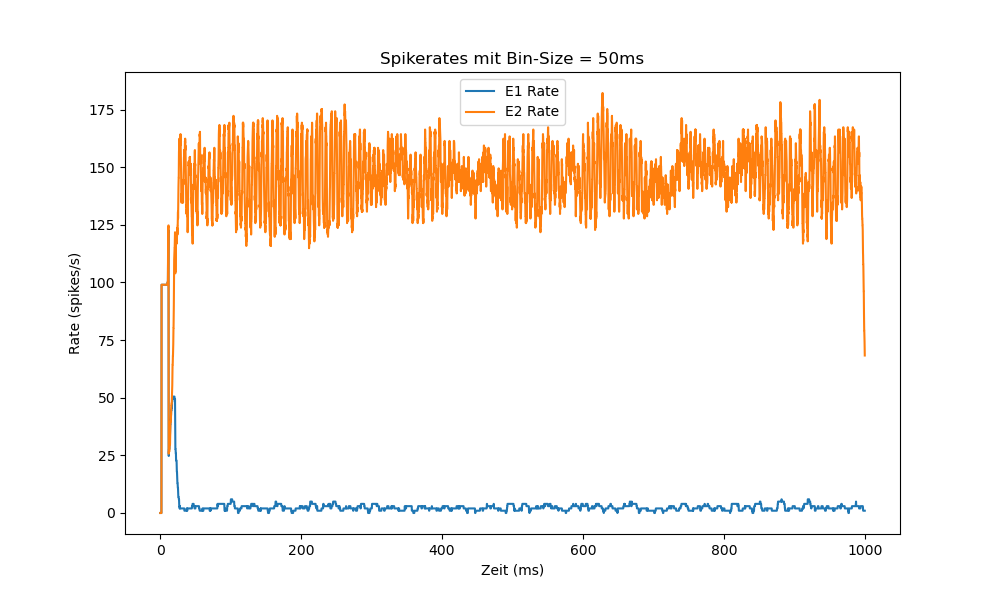 Spikerates mit Bin-Size = 50ms
E1 Rate
E2 Rate
175
150
125
100
75
50
25
0
Rate (spikes/s)
0 200 400 600 800 1000
Zeit (ms)